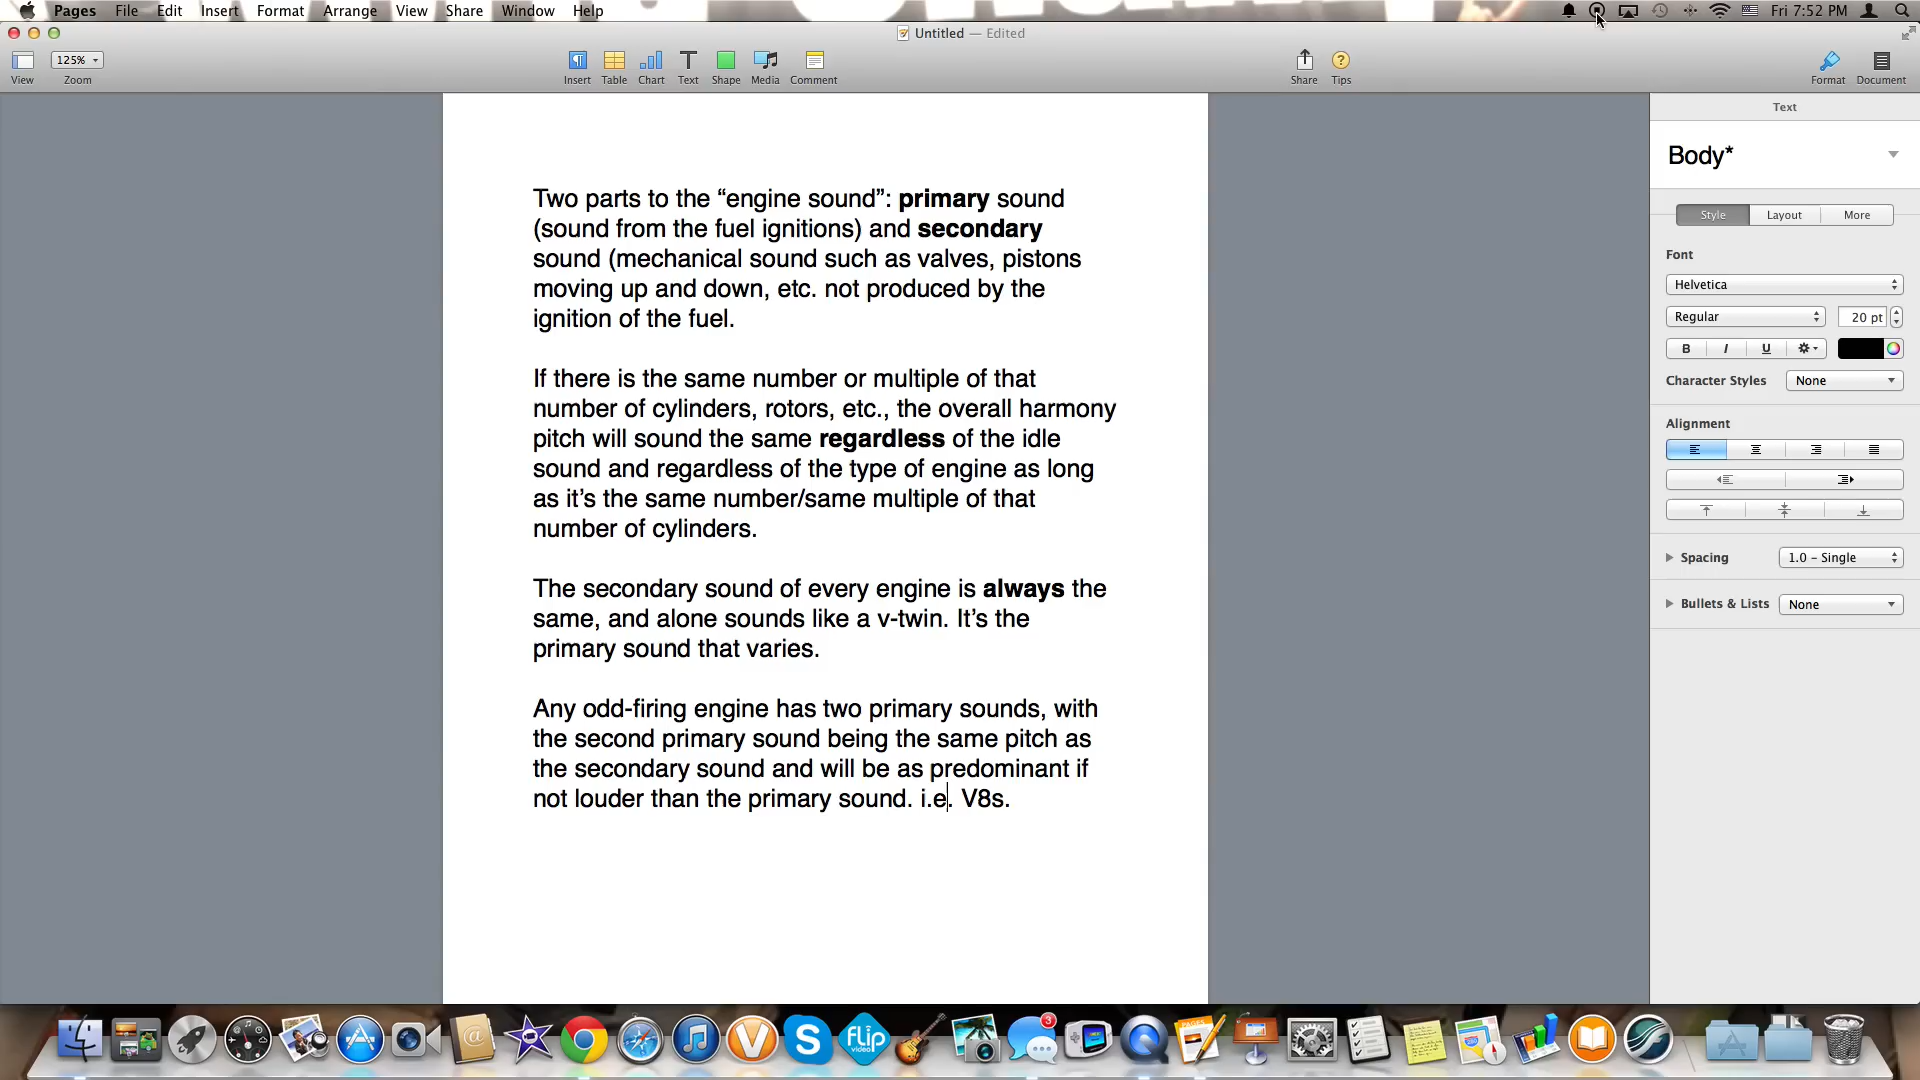 Pages File Edit Insert Format Arrange View Share Window Help Fri 7:52 PM
Untitled — Edited
125%
View Zoom Insert Table Chart Text Shape Media Comment Share Tips Format Document
Text
Body*
Style Layout More
Font
Helvetica
Regular 20 pt
B I U
Character Styles None
Alignment
Spacing 1.0 – Single
Bullets & Lists None
Two parts to the “engine sound”: primary sound
(sound from the fuel ignitions) and secondary
sound (mechanical sound such as valves, pistons
moving up and down, etc. not produced by the
ignition of the fuel.
If there is the same number or multiple of that
number of cylinders, rotors, etc., the overall harmony
pitch will sound the same regardless of the idle
sound and regardless of the type of engine as long
as it’s the same number/same multiple of that
number of cylinders.
The secondary sound of every engine is always the
same, and alone sounds like a v-twin. It’s the
primary sound that varies.
Any odd-firing engine has two primary sounds, with
the second primary sound being the same pitch as
the secondary sound and will be as predominant if
not louder than the primary sound. i.e. V8s.
flip
3